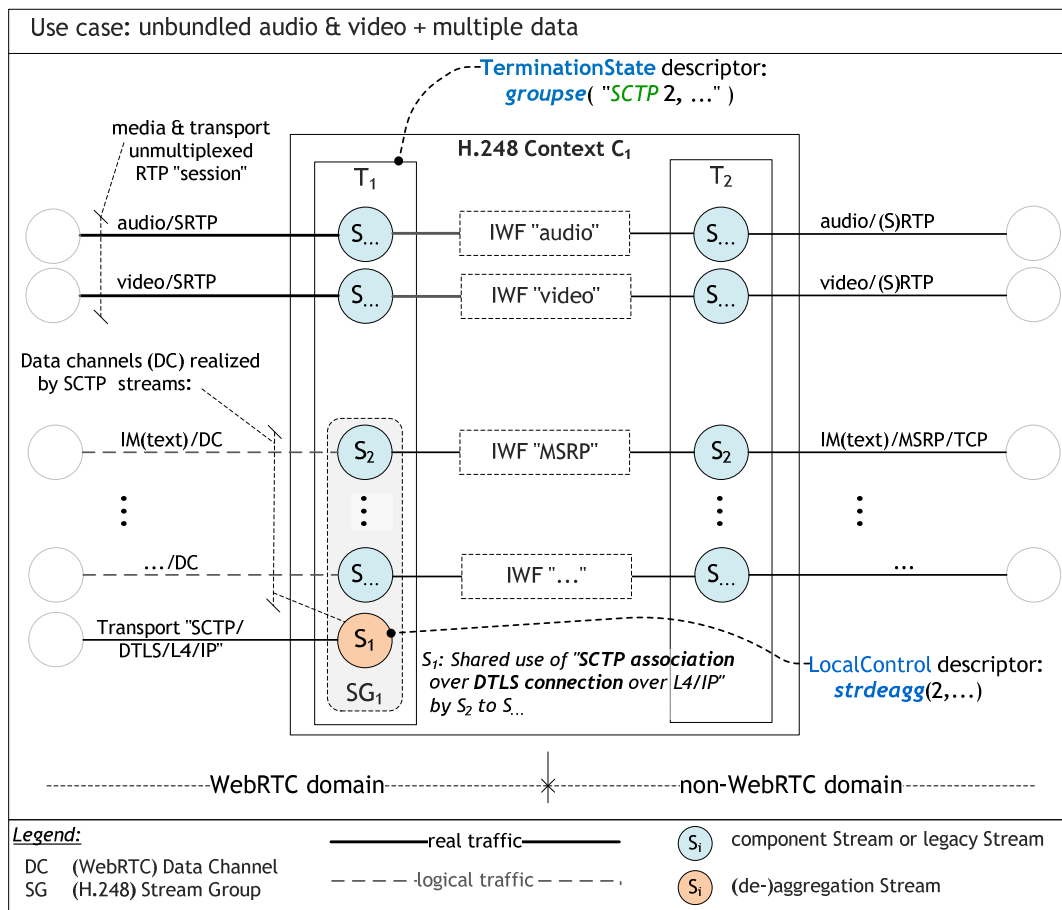 Use case: unbundled audio & video + multiple data
TerminationState descriptor:
groupse( "SCTP 2, ..." )
media & transport
unmultiplexed
RTP "session"
H.248 Context C1
T1
T2
audio/SRTP
S...
IWF "audio"
S...
audio/(S)RTP
video/SRTP
S...
IWF "video"
S...
video/(S)RTP
Data channels (DC) realized
by SCTP streams:
IM(text)/DC
S2
IWF "MSRP"
S2
IM(text)/MSRP/TCP
.../DC
S...
IWF "..."
S...
...
Transport "SCTP/
DTLS/L4/IP"
S1
SG1
S1: Shared use of "SCTP association
over DTLS connection over L4/IP"
by S2 to S...
LocalControl descriptor:
strdeagg(2,...)
WebRTC domain
non-WebRTC domain
Legend:
DC (WebRTC) Data Channel
SG (H.248) Stream Group
real traffic
logical traffic
Si component Stream or legacy Stream
Si (de-)aggregation Stream